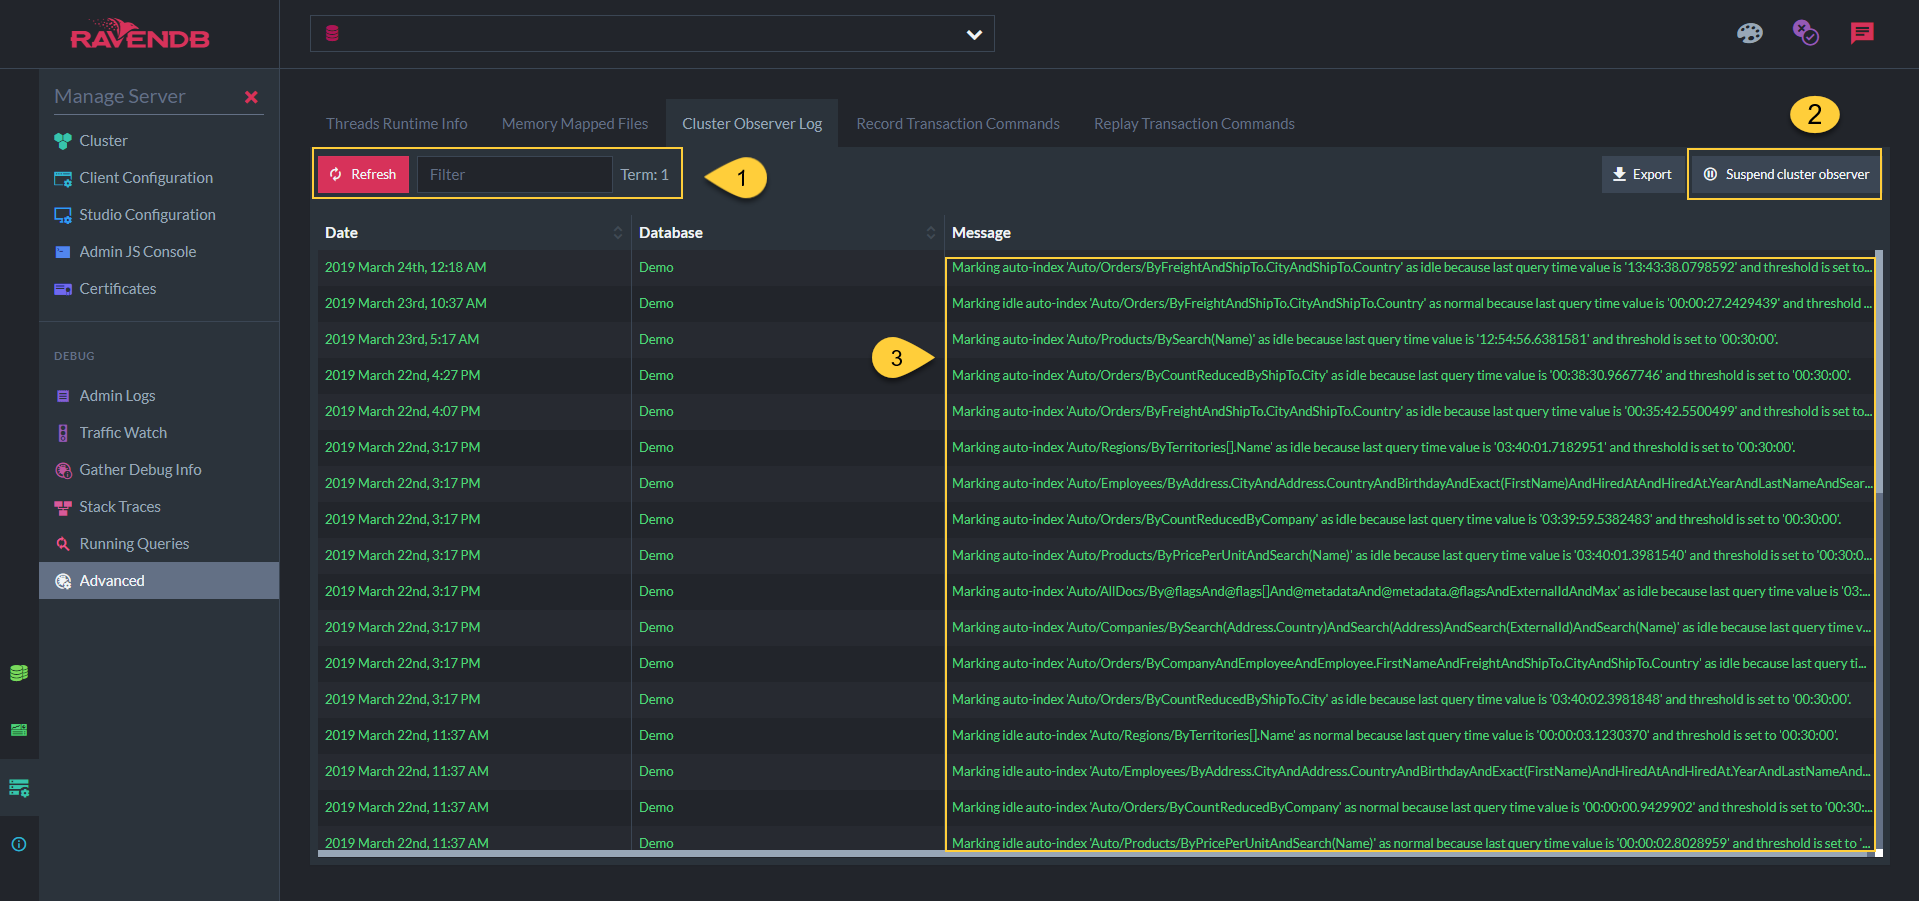 RAVENDB
Manage Server
Cluster
Client Configuration
Studio Configuration
Admin JS Console
Certificates
DEBUG
Admin Logs
Traffic Watch
Gather Debug Info
Stack Traces
Running Queries
Advanced
Threads Runtime Info
Memory Mapped Files
Cluster Observer Log
Record Transaction Commands
Replay Transaction Commands
2
Refresh
Filter
Term: 1
1
Export
Suspend cluster observer
Date Database Message
2019 March 24th, 12:18 AM Demo Marking auto-index 'Auto/Orders/ByFreightAndShipTo.CityAndShipTo.Country' as idle because last query time value is '13:43:38.0798592' and threshold is set to...
2019 March 23rd, 10:37 AM Demo Marking idle auto-index 'Auto/Orders/ByFreightAndShipTo.CityAndShipTo.Country' as normal because last query time value is '00:00:27.2429439' and threshold ...
2019 March 23rd, 5:17 AM Demo Marking auto-index 'Auto/Products/BySearch(Name)' as idle because last query time value is '12:54:56.6381581' and threshold is set to '00:30:00'.
3
2019 March 22nd, 4:27 PM Demo Marking auto-index 'Auto/Orders/ByCountReducedByShipTo.City' as idle because last query time value is '00:38:30.9667746' and threshold is set to '00:30:00'.
2019 March 22nd, 4:07 PM Demo Marking auto-index 'Auto/Orders/ByFreightAndShipTo.CityAndShipTo.Country' as idle because last query time value is '00:35:42.5500499' and threshold is set to...
2019 March 22nd, 3:17 PM Demo Marking auto-index 'Auto/Regions/ByTerritories[].Name' as idle because last query time value is '03:40:01.7182951' and threshold is set to '00:30:00'.
2019 March 22nd, 3:17 PM Demo Marking auto-index 'Auto/Employees/ByAddress.CityAndAddress.CountryAndBirthdayAndExact(FirstName)AndHiredAtAndHiredAt.YearAndLastNameAndSear...
2019 March 22nd, 3:17 PM Demo Marking auto-index 'Auto/Orders/ByCountReducedByCompany' as idle because last query time value is '03:39:59.5382483' and threshold is set to '00:30:00'.
2019 March 22nd, 3:17 PM Demo Marking auto-index 'Auto/Products/ByPricePerUnitAndSearch(Name)' as idle because last query time value is '03:40:01.3981540' and threshold is set to '00:30:0...
2019 March 22nd, 3:17 PM Demo Marking auto-index 'Auto/AllDocs/By@flagsAnd@flags[]And@metadataAnd@metadata.@flagsAndExternalIdAndMax' as idle because last query time value is '03:...
2019 March 22nd, 3:17 PM Demo Marking auto-index 'Auto/Companies/BySearch(Address.Country)AndSearch(Address)AndSearch(ExternalId)AndSearch(Name)' as idle because last query time v...
2019 March 22nd, 3:17 PM Demo Marking auto-index 'Auto/Orders/ByCompanyAndEmployeeAndEmployee.FirstNameAndFreightAndShipTo.CityAndShipTo.Country' as idle because last query ti...
2019 March 22nd, 3:17 PM Demo Marking auto-index 'Auto/Orders/ByCountReducedByShipTo.City' as idle because last query time value is '03:40:02.3981848' and threshold is set to '00:30:00'.
2019 March 22nd, 11:37 AM Demo Marking idle auto-index 'Auto/Regions/ByTerritories[].Name' as normal because last query time value is '00:00:03.1230370' and threshold is set to '00:30:00'.
2019 March 22nd, 11:37 AM Demo Marking idle auto-index 'Auto/Employees/ByAddress.CityAndAddress.CountryAndBirthdayAndExact(FirstName)AndHiredAtAndHiredAt.YearAndLastNameAnd...
2019 March 22nd, 11:37 AM Demo Marking idle auto-index 'Auto/Orders/ByCountReducedByCompany' as normal because last query time value is '00:00:00.9429902' and threshold is set to '00:30:...
2019 March 22nd, 11:37 AM Demo Marking idle auto-index 'Auto/Products/ByPricePerUnitAndSearch(Name)' as normal because last query time value is '00:00:02.8028959' and threshold is set to '...